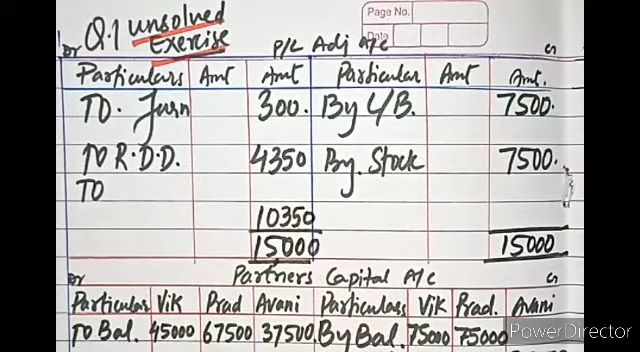 Page No.
Date
Q.1 unsolved
Exercise
Dr P/L Adj A/c Cr
Particulars Amt Amt Particular Amt Amt.
TO. Furn 300. By L/B. 7500.
TO R.D.D. 4350 By. Stock 7500.
TO
10350
15000 15000
Dr Partners Capital A/c Cr
Particulars Vik Prad Avani Particulars Vik Prad. Avani
To Bal. 45000 67500 37500. By Bal. 75000 75000
PowerDirector